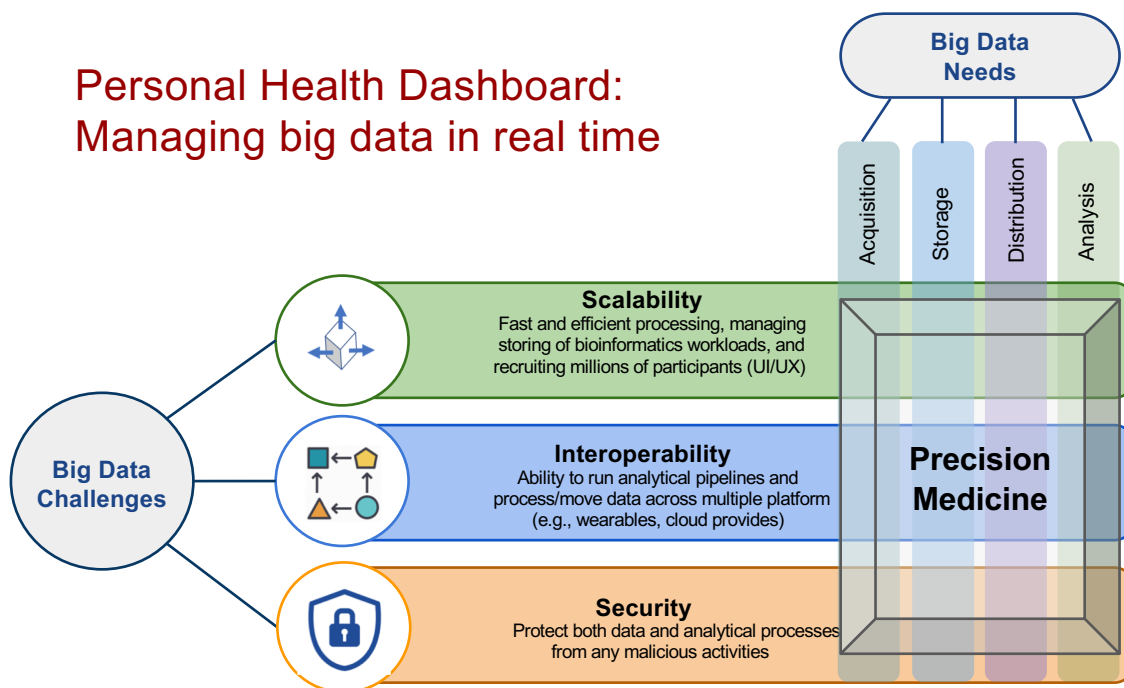 Personal Health Dashboard:
Managing big data in real time
Big Data
Needs
Acquisition
Storage
Distribution
Analysis
Big Data
Challenges
Scalability
Fast and efficient processing, managing
storing of bioinformatics workloads, and
recruiting millions of participants (UI/UX)
Interoperability
Ability to run analytical pipelines and
process/move data across multiple platform
(e.g., wearables, cloud provides)
Security
Protect both data and analytical processes
from any malicious activities
Precision
Medicine